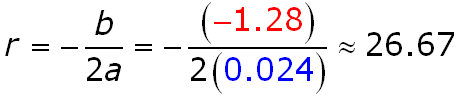 r = −b/2a = −(−1.28)/2(0.024) ≈ 26.67